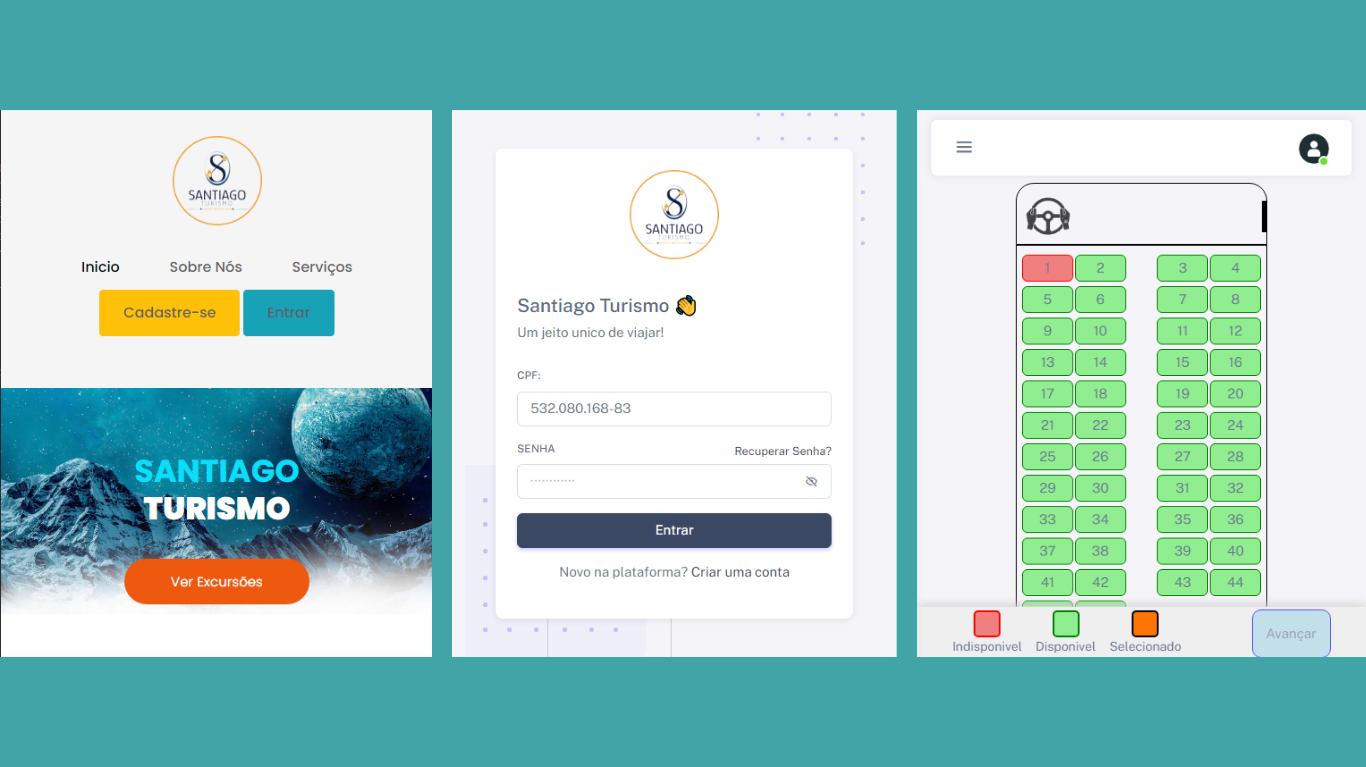 SANTIAGO
TURISMO
Inicio Sobre Nós Serviços
Cadastre-se Entrar
SANTIAGO
TURISMO
Ver Excursões
SANTIAGO
TURISMO
Santiago Turismo
Um jeito unico de viajar!
CPF:
532.080.168-83
SENHA Recuperar Senha?
Entrar
Novo na plataforma? Criar uma conta
1 2 3 4
5 6 7 8
9 10 11 12
13 14 15 16
17 18 19 20
21 22 23 24
25 26 27 28
29 30 31 32
33 34 35 36
37 38 39 40
41 42 43 44
Indisponivel Disponivel Selecionado Avançar